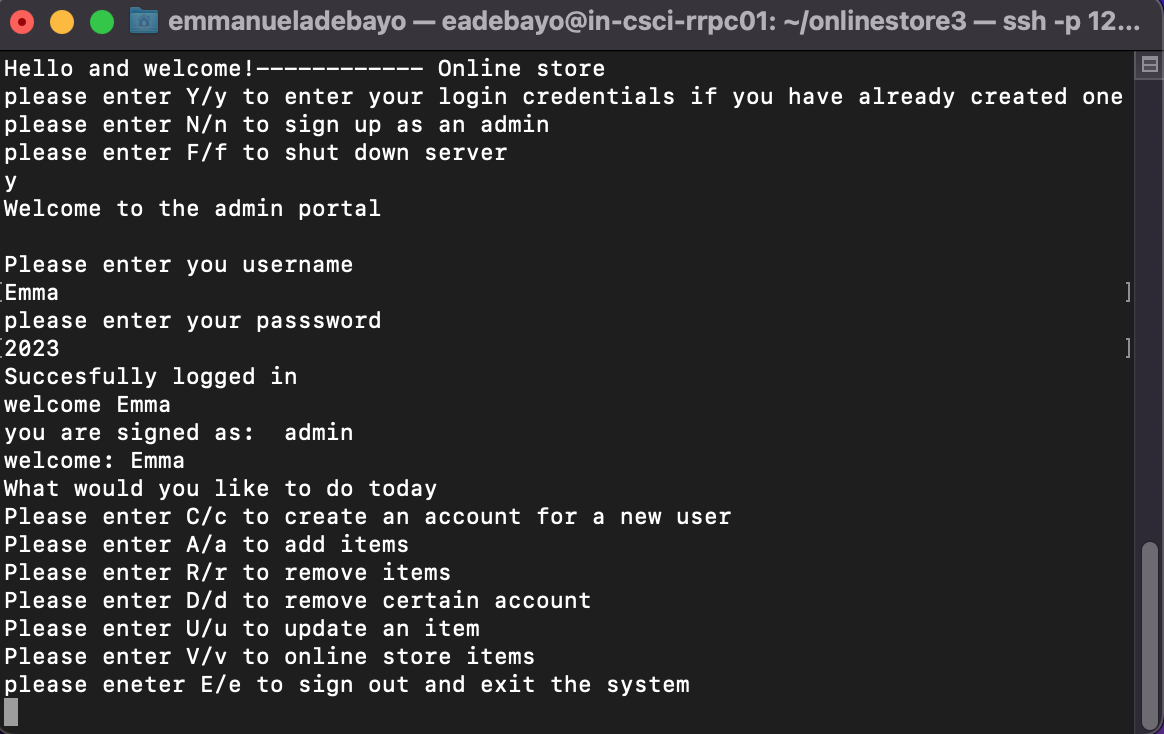 emmanueladebayo — eadebayo@in-csci-rrpc01: ~/onlinestore3 — ssh -p 12...
Hello and welcome!------------ Online store
please enter Y/y to enter your login credentials if you have already created one
please enter N/n to sign up as an admin
please enter F/f to shut down server
y
Welcome to the admin portal
Please enter you username
[Emma ]
please enter your passsword
[2023 ]
Succesfully logged in
welcome Emma
you are signed as:  admin
welcome: Emma
What would you like to do today
Please enter C/c to create an account for a new user
Please enter A/a to add items
Please enter R/r to remove items
Please enter D/d to remove certain account
Please enter U/u to update an item
Please enter V/v to online store items
please eneter E/e to sign out and exit the system